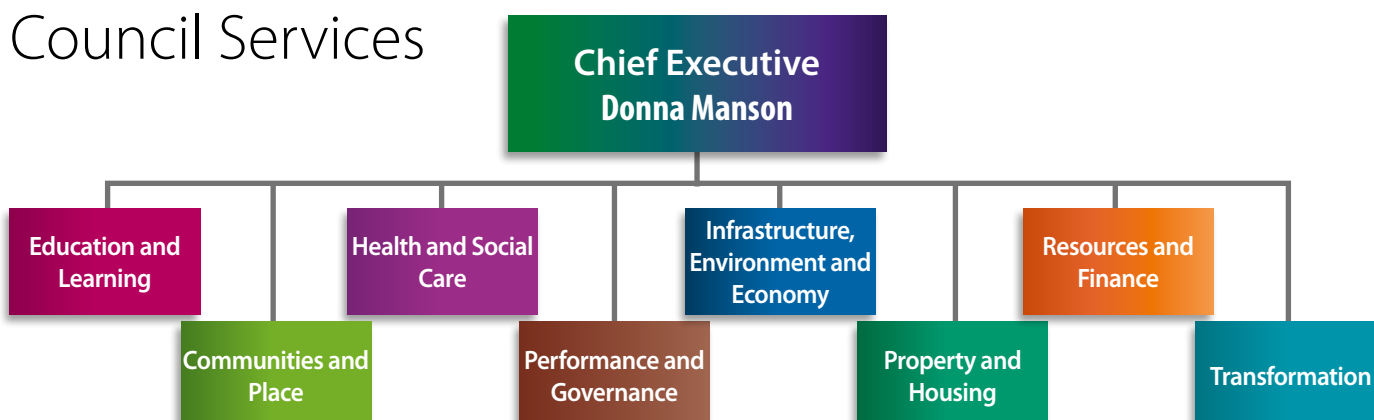 Council Services
Chief Executive
Donna Manson
Education and
Learning
Communities and
Place
Health and Social
Care
Performance and
Governance
Infrastructure,
Environment and
Economy
Property and
Housing
Resources and
Finance
Transformation